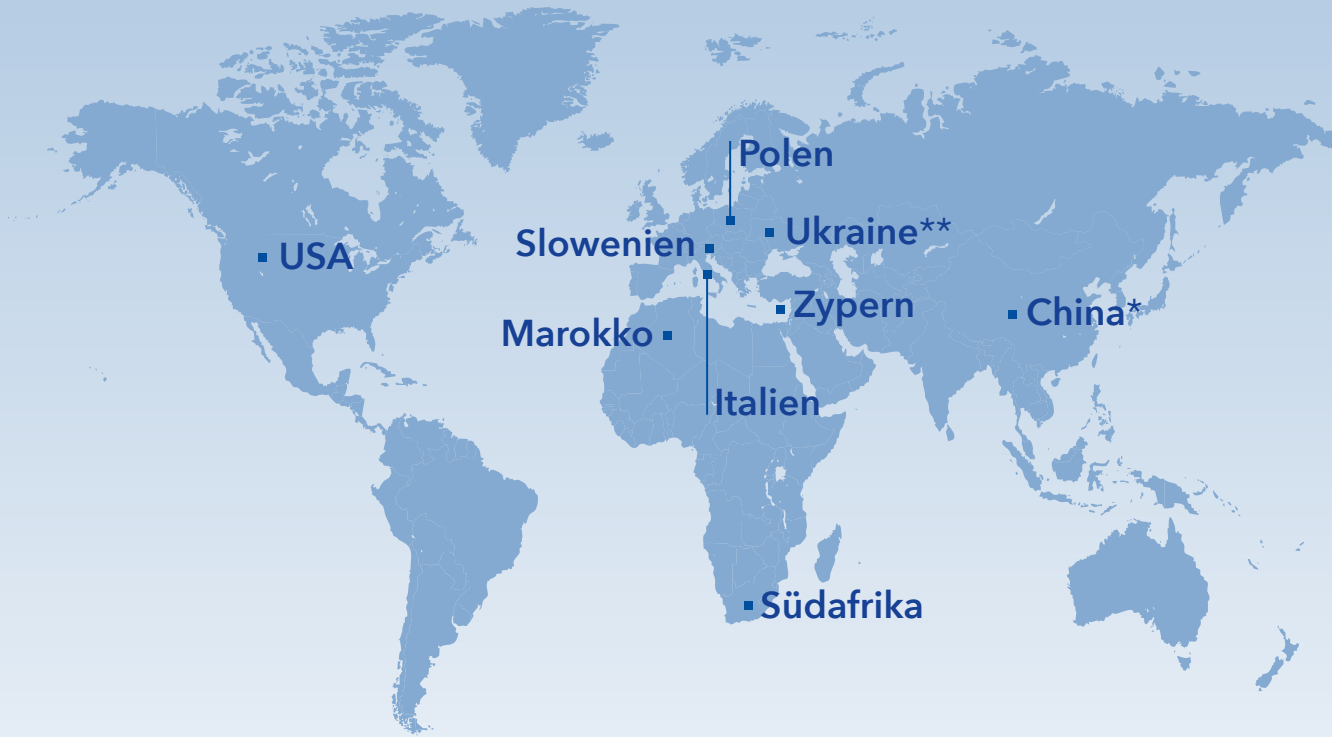 Polen
Ukraine**
Slowenien
USA
Zypern
China*
Marokko
Italien
Südafrika